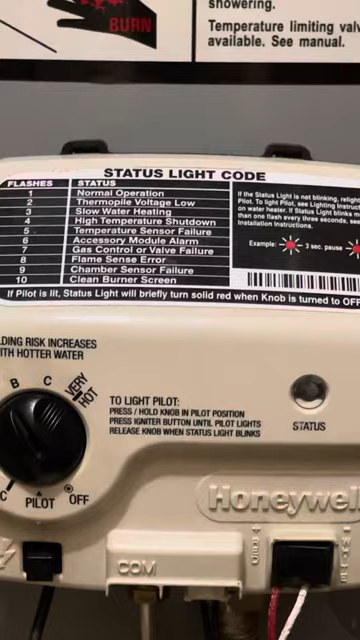 showering.
BURN
Temperature limiting
available. See manual.
STATUS LIGHT CODE
FLASHES STATUS
1 Normal Operation
2 Thermopile Voltage Low
3 Slow Water Heating
4 High Temperature Shutdown
5 Temperature Sensor Failure
6 Accessory Module Alarm
7 Gas Control or Valve Failure
8 Flame Sense Error
9 Chamber Sensor Failure
10 Clean Burner Screen
If the Status Light is not blinking, relight
Pilot. To light Pilot, see Lighting
on water heater. If Status Light blinks
than one flash every three seconds, see
Installation Instructions.
Example: 3 sec. pause
If Pilot is lit, Status Light will briefly turn solid red when Knob is turned to OFF
RISK INCREASES
WITH HOTTER WATER
B C VERY
HOT
TO LIGHT PILOT:
PRESS / HOLD KNOB IN PILOT POSITION
PRESS IGNITER BUTTON UNTIL PILOT LIGHTS
RELEASE KNOB WHEN STATUS LIGHT BLINKS
STATUS
PILOT OFF
Honeywell
COM